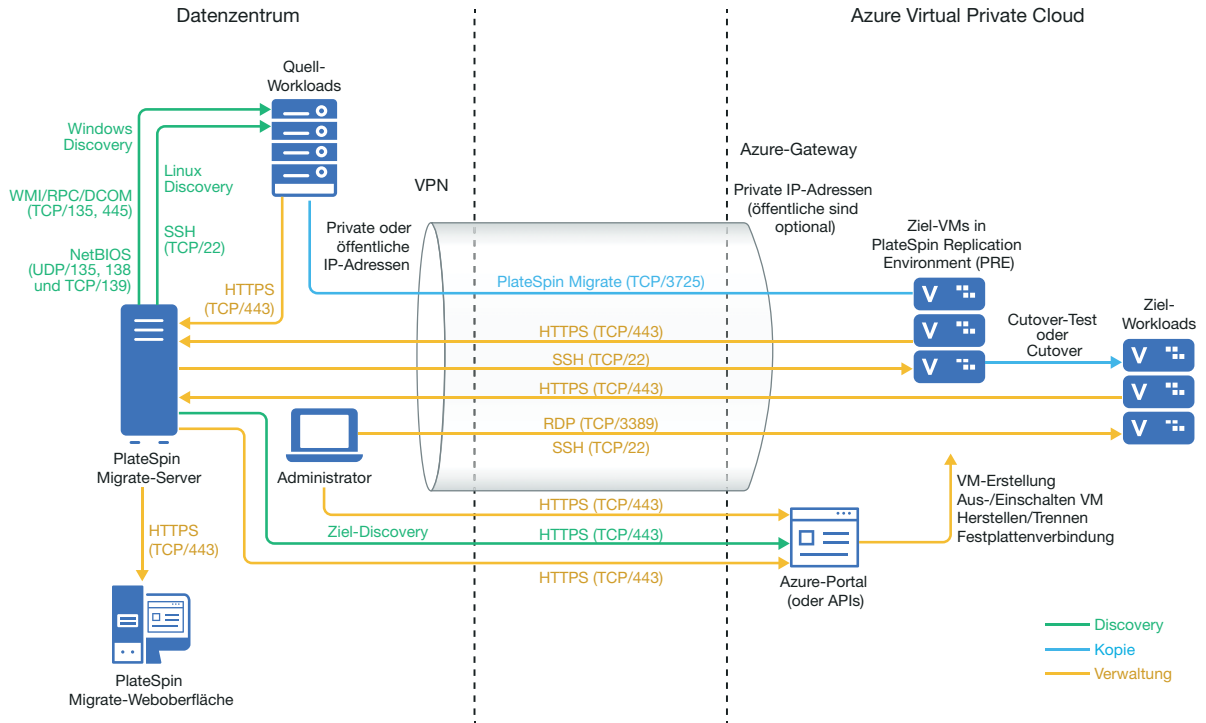 Datenzentrum
Azure Virtual Private Cloud
Quell-
Workloads
Windows
Discovery
Linux
Discovery
WMI/RPC/DCOM
(TCP/135, 445)
SSH
(TCP/22)
NetBIOS
(UDP/135, 138
und TCP/139)
HTTPS
(TCP/443)
VPN
Private oder
öffentliche
IP-Adressen
Azure-Gateway
Private IP-Adressen
(öffentliche sind
optional)
Ziel-VMs in
PlateSpin Replication
Environment (PRE)
PlateSpin Migrate (TCP/3725)
HTTPS (TCP/443)
SSH (TCP/22)
HTTPS (TCP/443)
RDP (TCP/3389)
SSH (TCP/22)
V
V
V
Cutover-Test
oder
Cutover
Ziel-
Workloads
V
V
V
PlateSpin
Migrate-Server
Administrator
HTTPS
(TCP/443)
HTTPS (TCP/443)
Ziel-Discovery
HTTPS (TCP/443)
HTTPS (TCP/443)
VM-Erstellung
Aus-/Einschalten VM
Herstellen/Trennen
Festplattenverbindung
Azure-Portal
(oder APIs)
PlateSpin
Migrate-Weboberfläche
Discovery
Kopie
Verwaltung